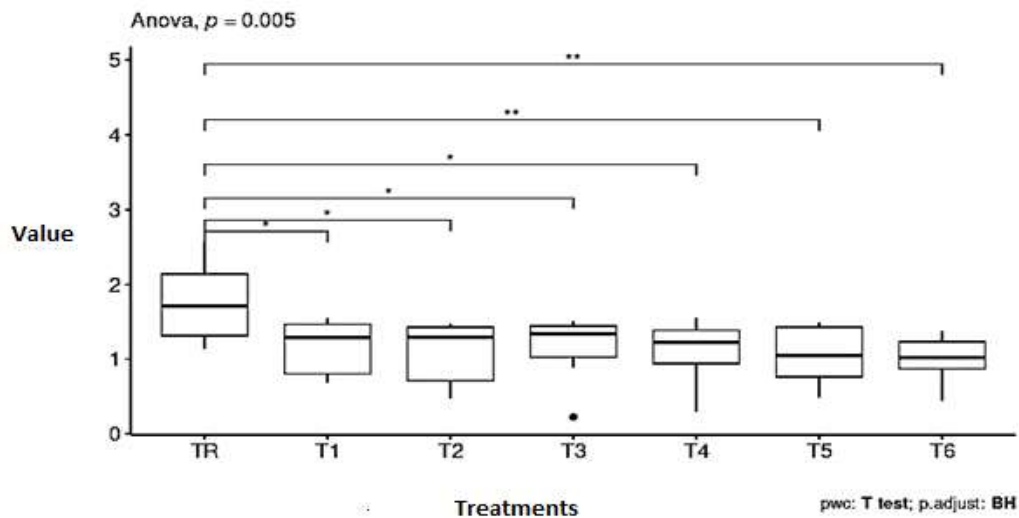 Anova, p = 0.005
5
**
**
4
*
*
3
*
*
Value
2
1
0
TR T1 T2 T3 T4 T5 T6
Treatments
pwc: T test; p.adjust: BH